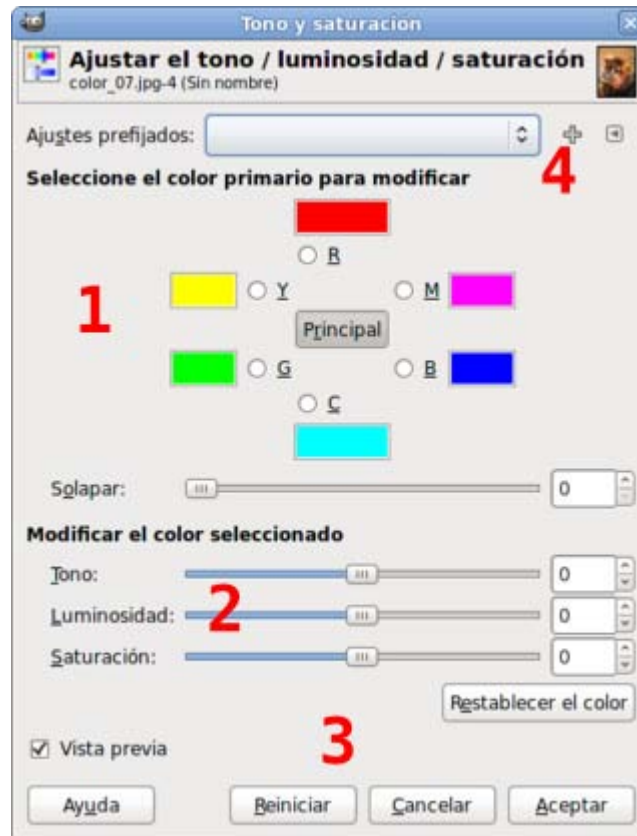 Tono y saturación
Ajustar el tono / luminosidad / saturación
color_07.jpg-4 (Sin nombre)
Ajustes prefijados:
4
Seleccione el color primario para modificar
R
1
Y
M
Principal
G
B
C
Solapar:
0
Modificar el color seleccionado
Tono:
0
2
Luminosidad:
0
Saturación:
0
Restablecer el color
3
Vista previa
Ayuda
Reiniciar
Cancelar
Aceptar